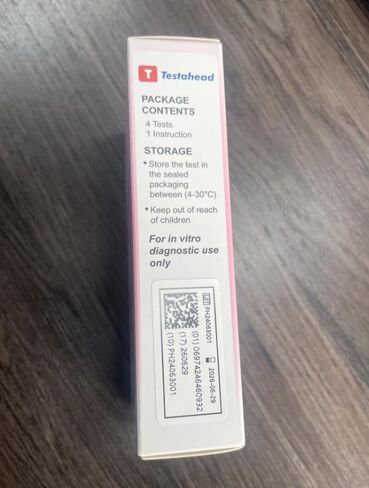 T Testahead
PACKAGE
CONTENTS
4 Tests
1 Instruction
STORAGE
• Store the test in
the sealed
packaging
between (4-30°C)
• Keep out of reach
of children
For in vitro
diagnostic use
only
LOT PH24063001
2026-06-29
(01) 06974246460932
(17) 260629
(10) PH24063001